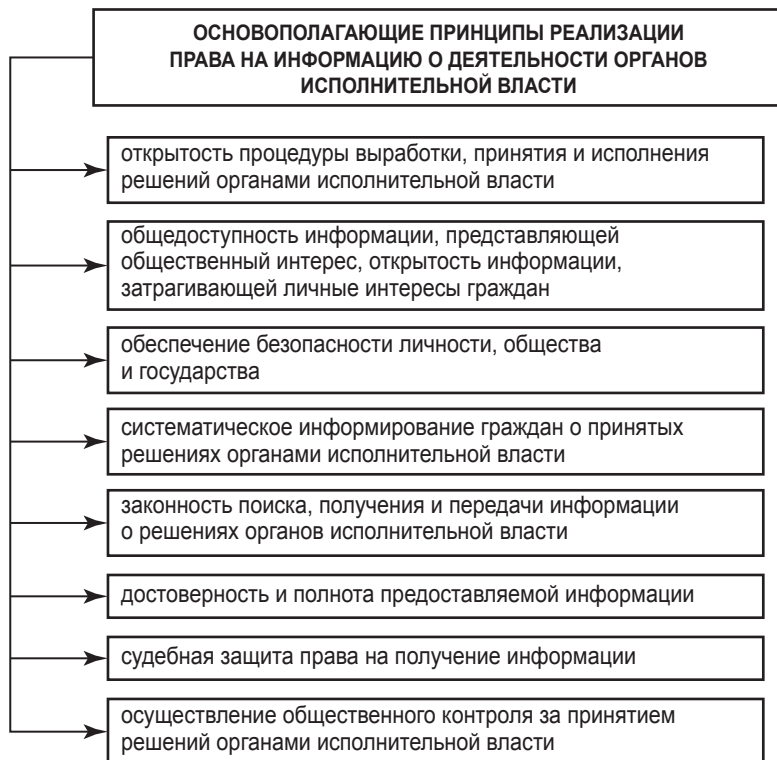 ОСНОВОПОЛАГАЮЩИЕ ПРИНЦИПЫ РЕАЛИЗАЦИИ
ПРАВА НА ИНФОРМАЦИЮ О ДЕЯТЕЛЬНОСТИ ОРГАНОВ
ИСПОЛНИТЕЛЬНОЙ ВЛАСТИ
открытость процедуры выработки, принятия и исполнения
решений органами исполнительной власти
общедоступность информации, представляющей
общественный интерес, открытость информации,
затрагивающей личные интересы граждан
обеспечение безопасности личности, общества
и государства
систематическое информирование граждан о принятых
решениях органами исполнительной власти
законность поиска, получения и передачи информации
о решениях органов исполнительной власти
достоверность и полнота предоставляемой информации
судебная защита права на получение информации
осуществление общественного контроля за принятием
решений органами исполнительной власти